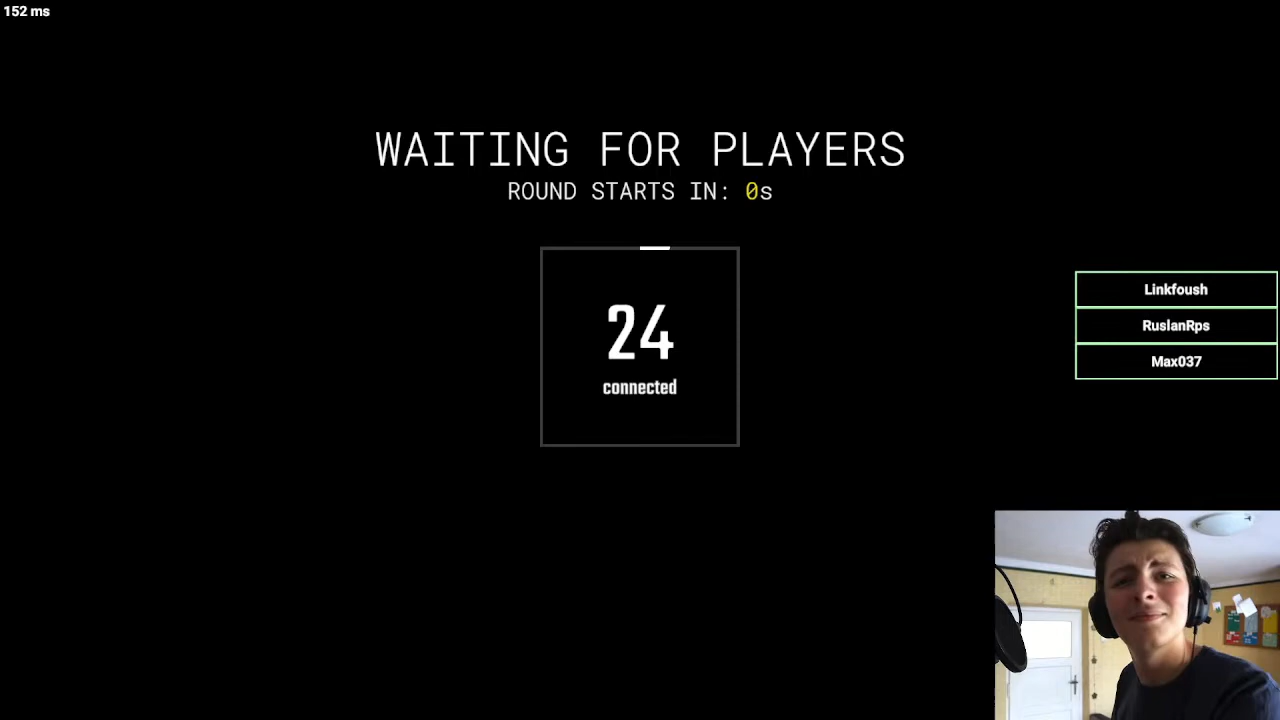 152 ms
WAITING FOR PLAYERS
ROUND STARTS IN: 0s
24
connected
Linkfoush
RuslanRps
Max037